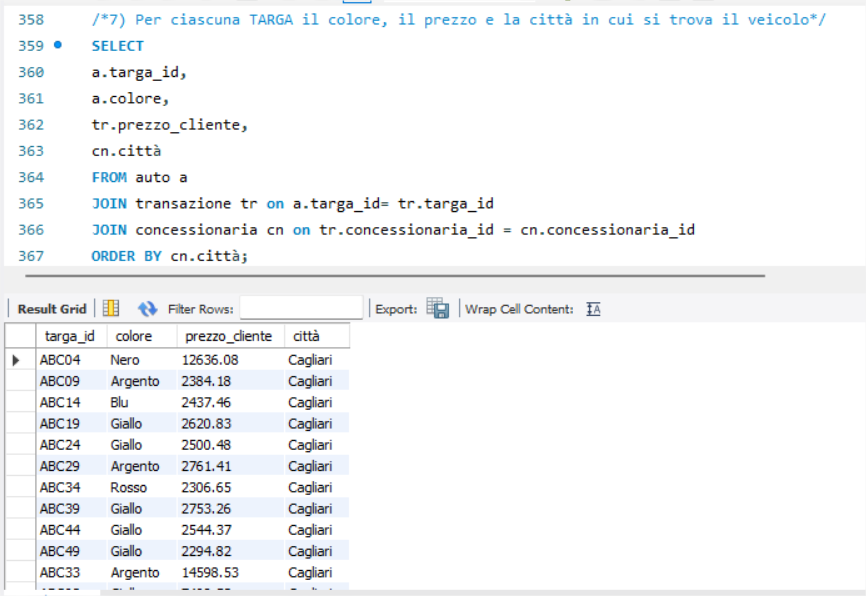 358 /*7) Per ciascuna TARGA il colore, il prezzo e la città in cui si trova il veicolo*/
359 SELECT
360 a.targa_id,
361 a.colore,
362 tr.prezzo_cliente,
363 cn.città
364 FROM auto a
365 JOIN transazione tr on a.targa_id= tr.targa_id
366 JOIN concessionaria cn on tr.concessionaria_id = cn.concessionaria_id
367 ORDER BY cn.città;
Result Grid Filter Rows: Export: Wrap Cell Content:
targa_id colore prezzo_cliente città
ABC04 Nero 12636.08 Cagliari
ABC09 Argento 2384.18 Cagliari
ABC14 Blu 2437.46 Cagliari
ABC19 Giallo 2620.83 Cagliari
ABC24 Giallo 2500.48 Cagliari
ABC29 Argento 2761.41 Cagliari
ABC34 Rosso 2306.65 Cagliari
ABC39 Giallo 2753.26 Cagliari
ABC44 Giallo 2544.37 Cagliari
ABC49 Giallo 2294.82 Cagliari
ABC33 Argento 14598.53 Cagliari